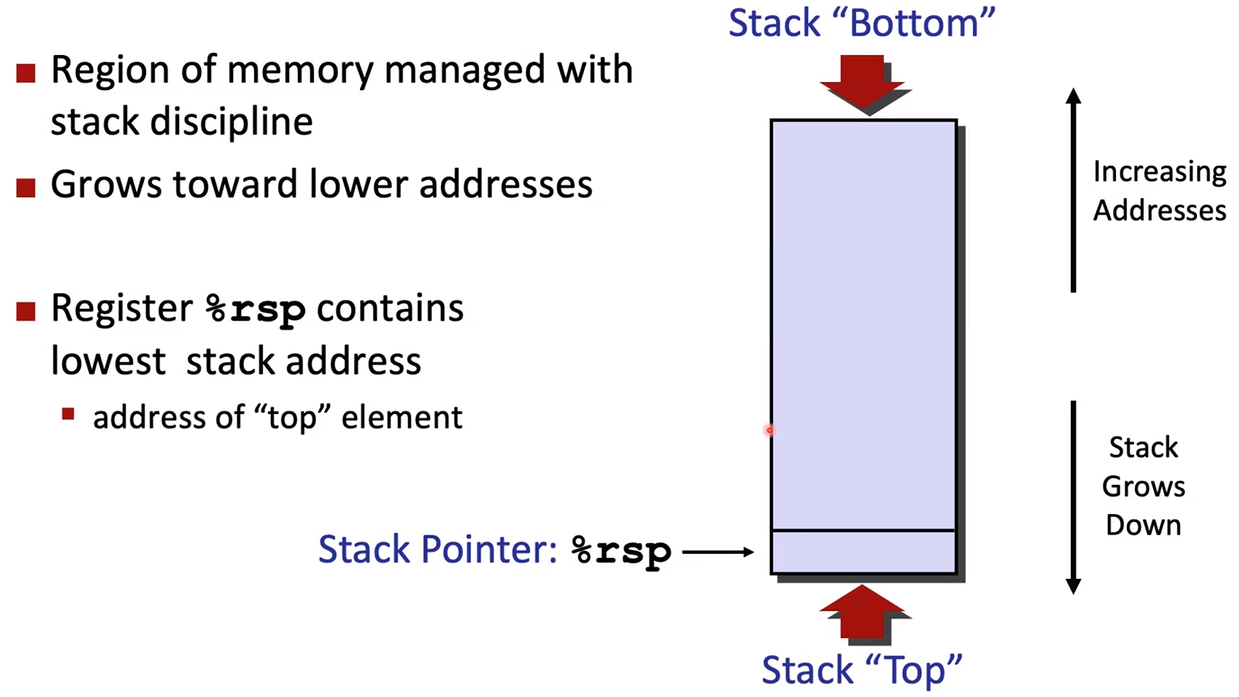 Stack “Bottom”
Region of memory managed with
stack discipline
Grows toward lower addresses
Register %rsp contains
lowest stack address
address of “top” element
Increasing
Addresses
Stack
Grows
Down
Stack Pointer: %rsp
Stack “Top”